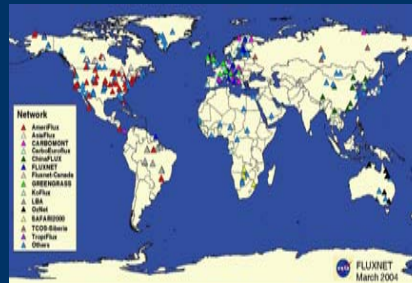 Network
AmeriFlux
AsiaFlux
CARBOMONT
CarboEuroflux
ChinaFLUX
FLUXNET
Fluxnet-Canada
GREENGRASS
KoFlux
LBA
OzNet
SAFARI2000
TCOS-Siberia
TropiFlux
Others
FLUXNET
March 2004